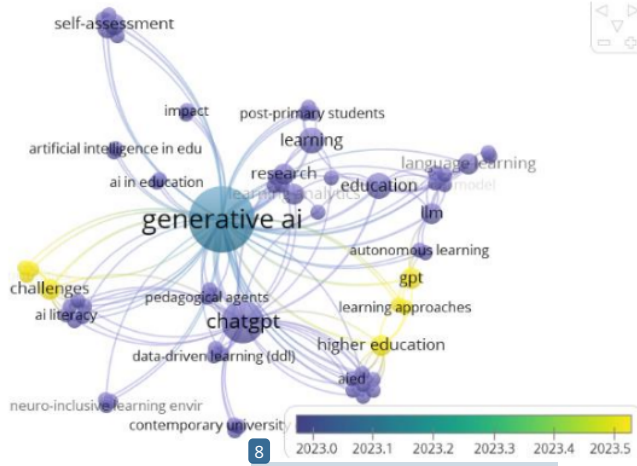 self-assessment
impact
post-primary students
learning
artificial intelligence in edu
language learning
research
ai in education
education
model
learning analytics
generative ai
llm
autonomous learning
gpt
challenges
pedagogical agents
learning approaches
ai literacy
chatgpt
higher education
data-driven learning (ddl)
aied
neuro-inclusive learning envir
contemporary university
8
2023.0 2023.1 2023.2 2023.3 2023.4 2023.5